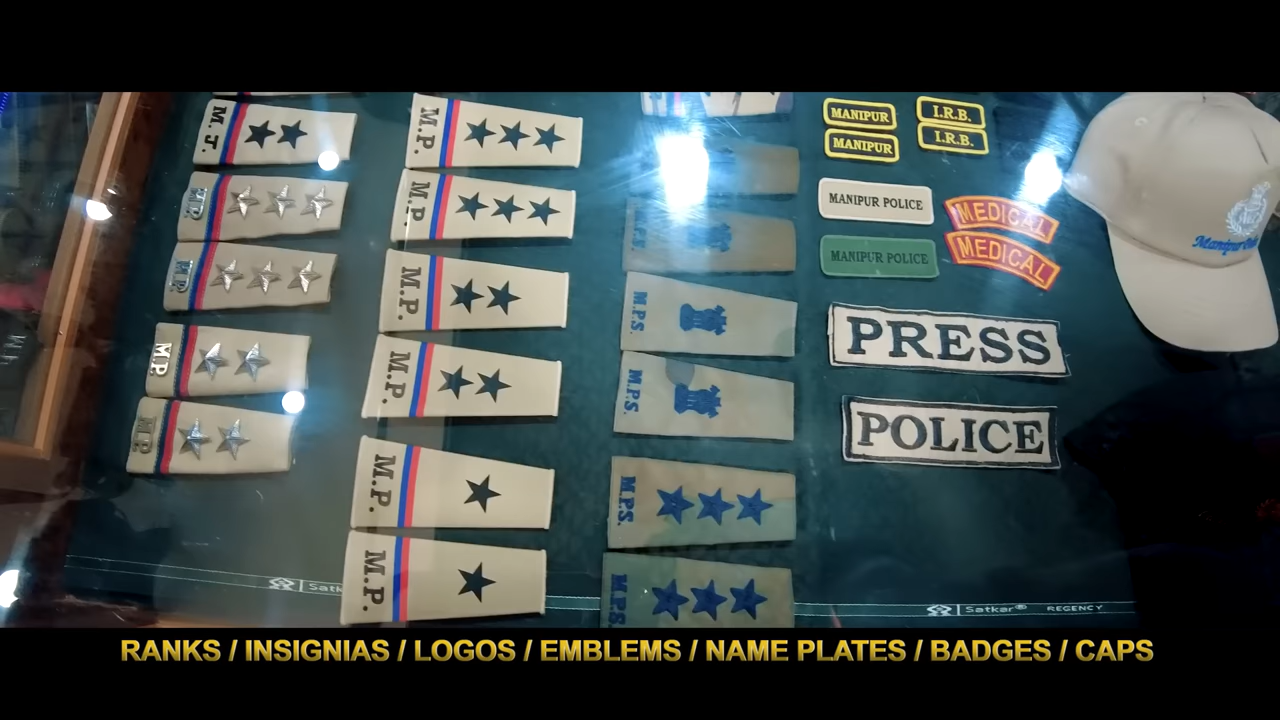 M.J.
M.P.
M.P.
M.P.
M.P.
M.P.
M.P.
M.P.
M.P.
M.P.
M.P.
M.P.S.
M.P.S.
M.P.S.
M.P.S.
M.P.S.
MANIPUR
MANIPUR
I.R.B.
I.R.B.
MANIPUR POLICE
MANIPUR POLICE
MEDICAL
MEDICAL
PRESS
POLICE
Satkar® REGENCY
RANKS / INSIGNIAS / LOGOS / EMBLEMS / NAME PLATES / BADGES / CAPS